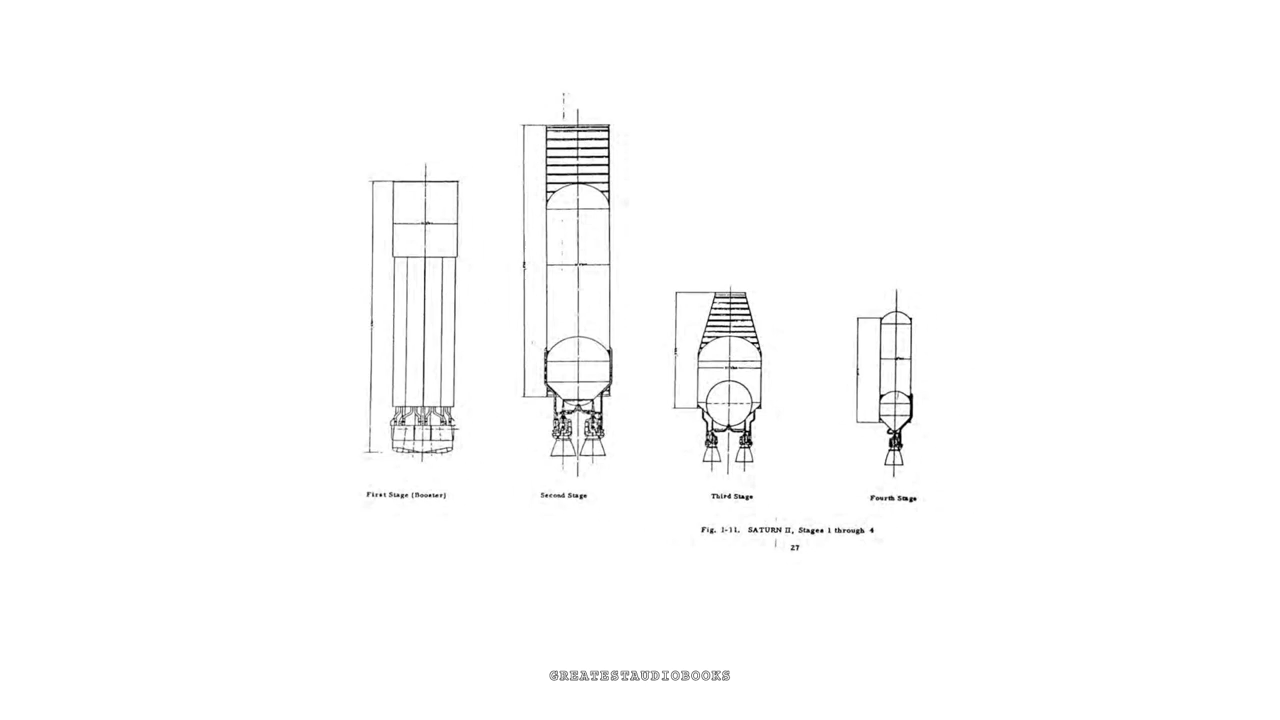 First Stage (Booster)
Second Stage
Third Stage
Fourth Stage
Fig. I-11. SATURN II, Stages 1 through 4
27
GREATESTAUDIOBOOKS